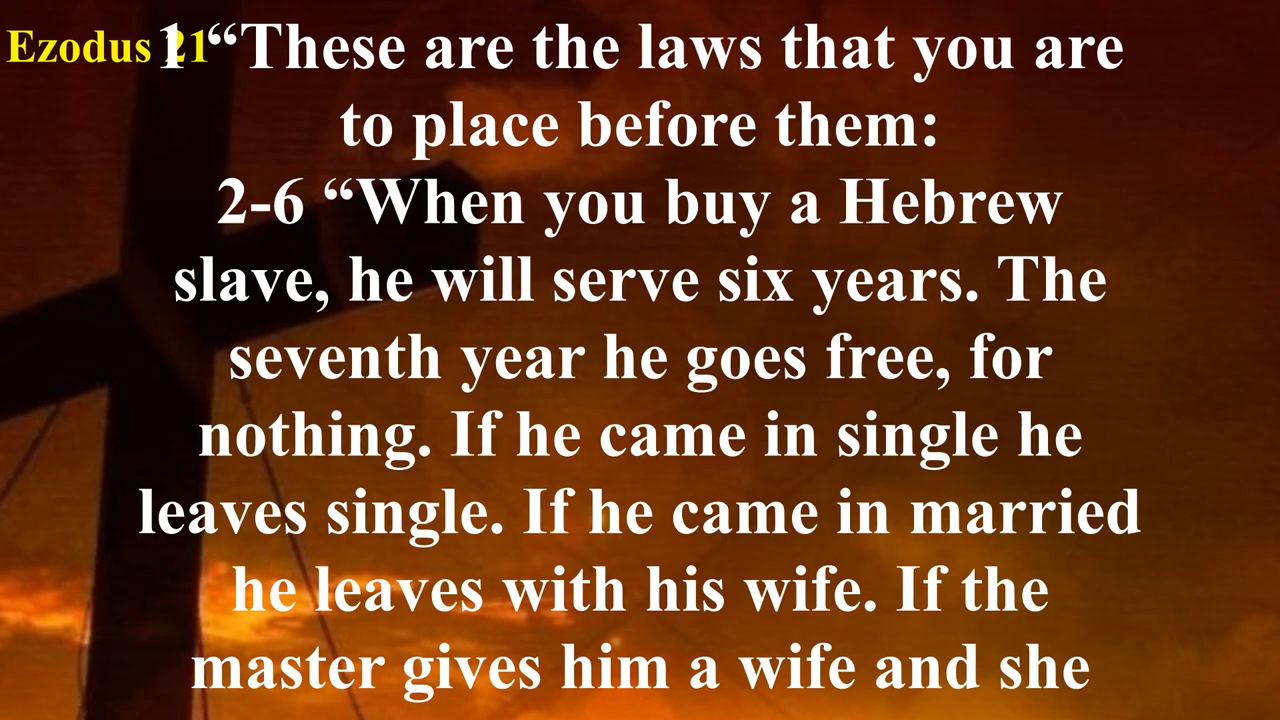 Ezodus 21
1 “These are the laws that you are
to place before them:
2-6 “When you buy a Hebrew
slave, he will serve six years. The
seventh year he goes free, for
nothing. If he came in single he
leaves single. If he came in married
he leaves with his wife. If the
master gives him a wife and she